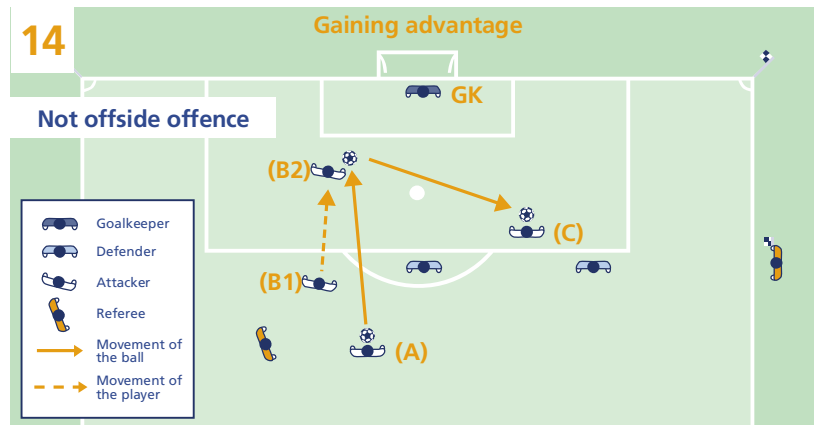 14
Gaining advantage
GK
Not offside offence
(B2)
(C)
(B1)
(A)
Goalkeeper
Defender
Attacker
Referee
Movement of
the ball
Movement of
the player